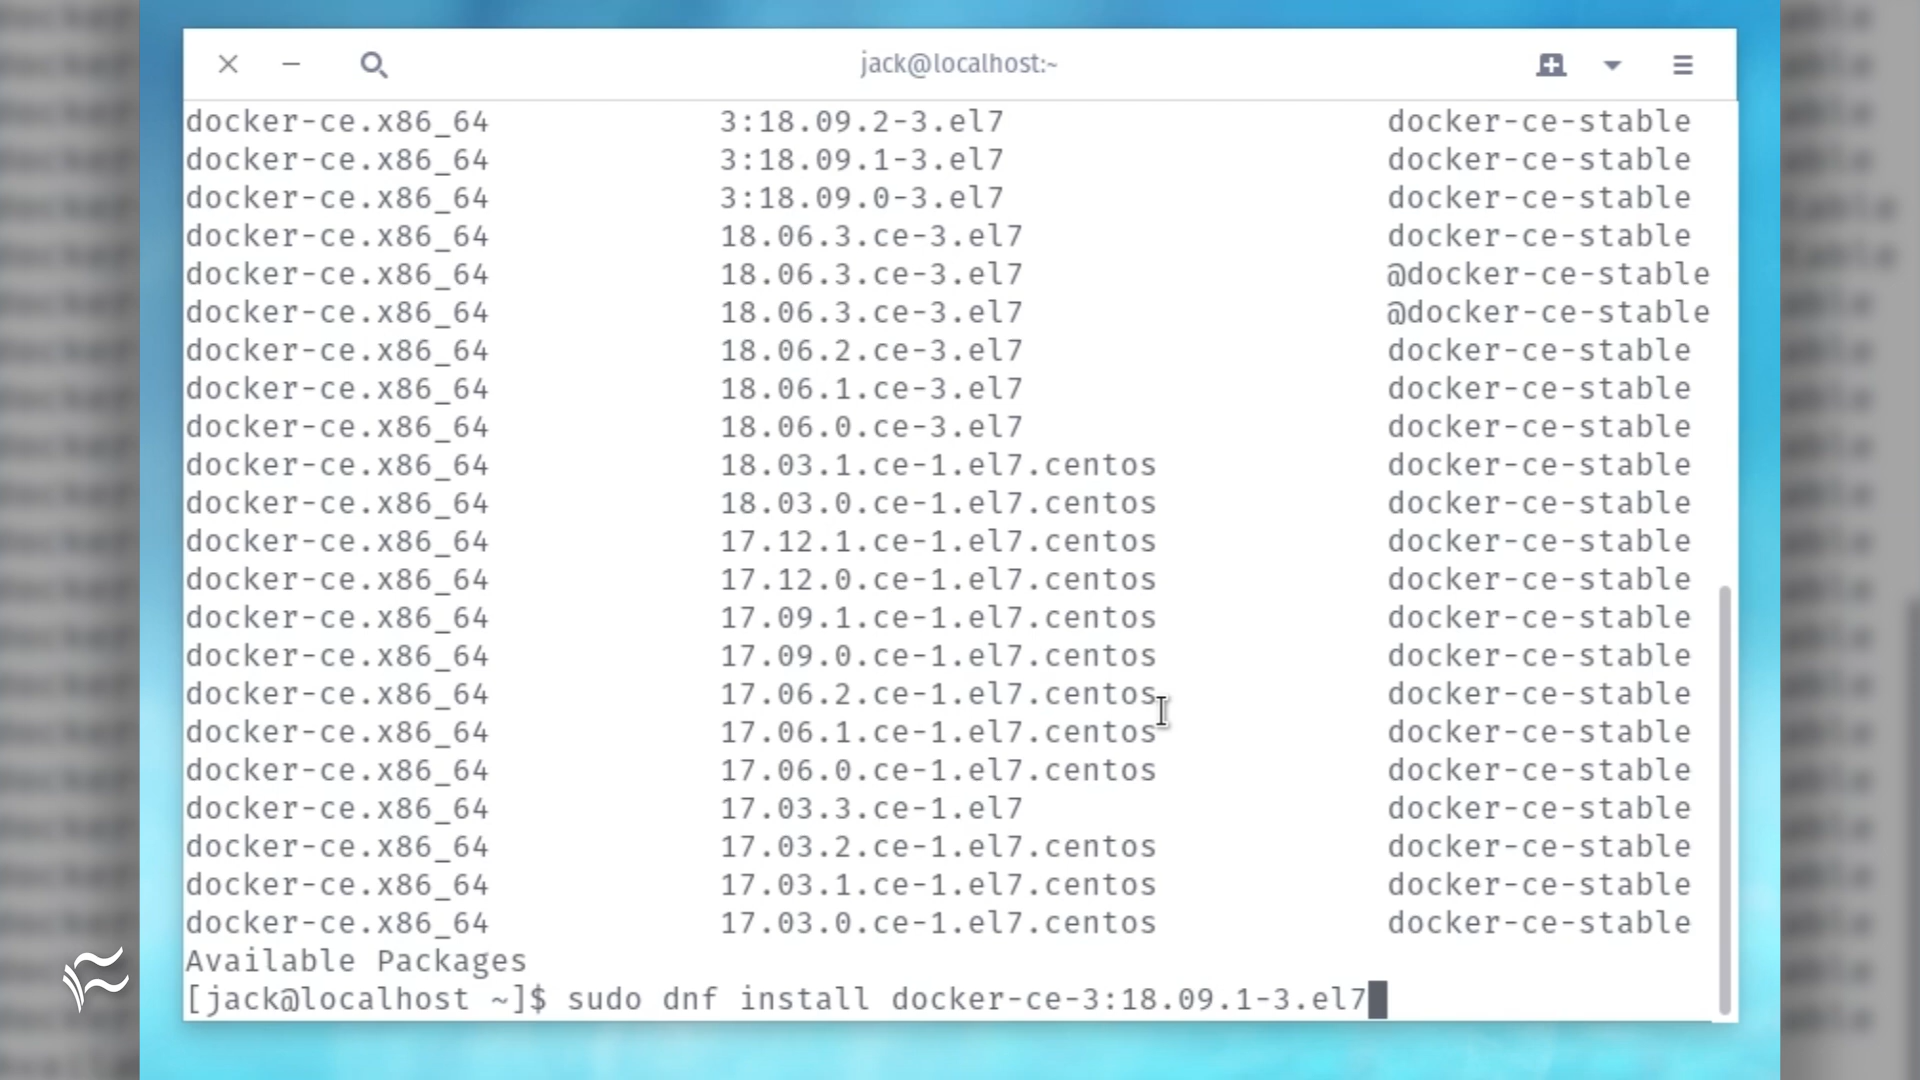 jack@localhost:~
docker-ce.x86_64 3:18.09.2-3.el7 docker-ce-stable
docker-ce.x86_64 3:18.09.1-3.el7 docker-ce-stable
docker-ce.x86_64 3:18.09.0-3.el7 docker-ce-stable
docker-ce.x86_64 18.06.3.ce-3.el7 docker-ce-stable
docker-ce.x86_64 18.06.3.ce-3.el7 @docker-ce-stable
docker-ce.x86_64 18.06.3.ce-3.el7 @docker-ce-stable
docker-ce.x86_64 18.06.2.ce-3.el7 docker-ce-stable
docker-ce.x86_64 18.06.1.ce-3.el7 docker-ce-stable
docker-ce.x86_64 18.06.0.ce-3.el7 docker-ce-stable
docker-ce.x86_64 18.03.1.ce-1.el7.centos docker-ce-stable
docker-ce.x86_64 18.03.0.ce-1.el7.centos docker-ce-stable
docker-ce.x86_64 17.12.1.ce-1.el7.centos docker-ce-stable
docker-ce.x86_64 17.12.0.ce-1.el7.centos docker-ce-stable
docker-ce.x86_64 17.09.1.ce-1.el7.centos docker-ce-stable
docker-ce.x86_64 17.09.0.ce-1.el7.centos docker-ce-stable
docker-ce.x86_64 17.06.2.ce-1.el7.centos docker-ce-stable
docker-ce.x86_64 17.06.1.ce-1.el7.centos docker-ce-stable
docker-ce.x86_64 17.06.0.ce-1.el7.centos docker-ce-stable
docker-ce.x86_64 17.03.3.ce-1.el7 docker-ce-stable
docker-ce.x86_64 17.03.2.ce-1.el7.centos docker-ce-stable
docker-ce.x86_64 17.03.1.ce-1.el7.centos docker-ce-stable
docker-ce.x86_64 17.03.0.ce-1.el7.centos docker-ce-stable
Available Packages
[jack@localhost ~]$ sudo dnf install docker-ce-3:18.09.1-3.el7